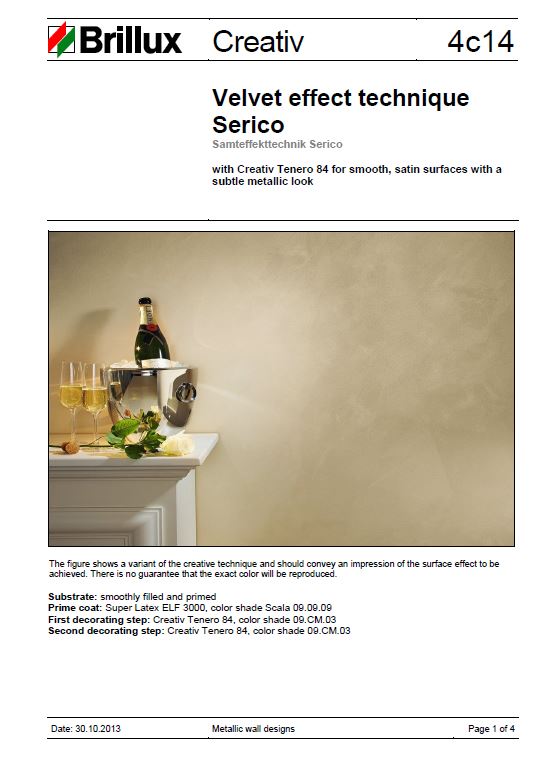 Brillux Creativ 4c14
Velvet effect technique
Serico
Samteffekttechnik Serico
with Creativ Tenero 84 for smooth, satin surfaces with a
subtle metallic look
The figure shows a variant of the creative technique and should convey an impression of the surface effect to be
achieved. There is no guarantee that the exact color will be reproduced.
Substrate: smoothly filled and primed
Prime coat: Super Latex ELF 3000, color shade Scala 09.09.09
First decorating step: Creativ Tenero 84, color shade 09.CM.03
Second decorating step: Creativ Tenero 84, color shade 09.CM.03
Date: 30.10.2013 Metallic wall designs Page 1 of 4